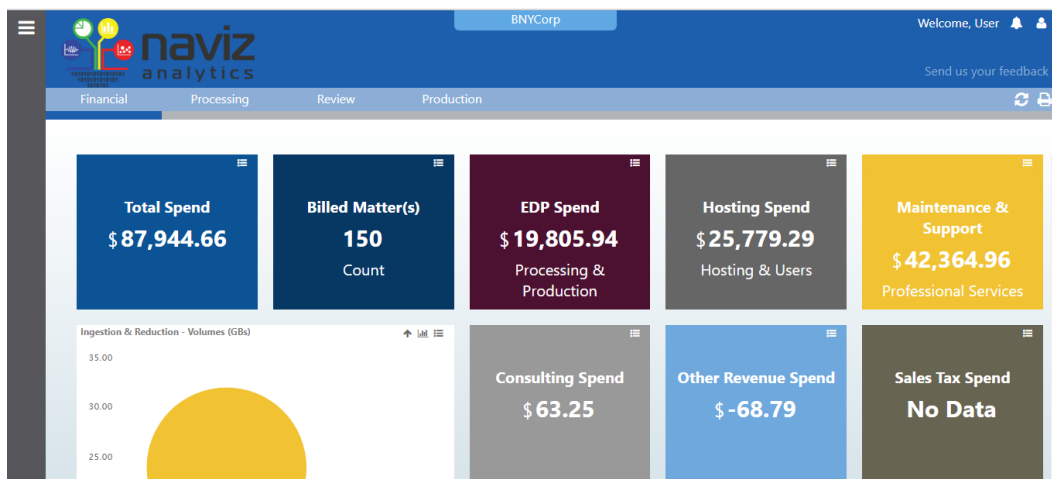 BNYCorp
Welcome, User
naviz
analytics
Send us your feedback
Financial Processing Review Production
Total Spend
$87,944.66
Billed Matter(s)
150
Count
EDP Spend
$19,805.94
Processing &
Production
Hosting Spend
$25,779.29
Hosting & Users
Maintenance &
Support
$42,364.96
Professional Services
Ingestion & Reduction - Volumes (GBs)
35.00
30.00
25.00
Consulting Spend
$63.25
Other Revenue Spend
$-68.79
Sales Tax Spend
No Data